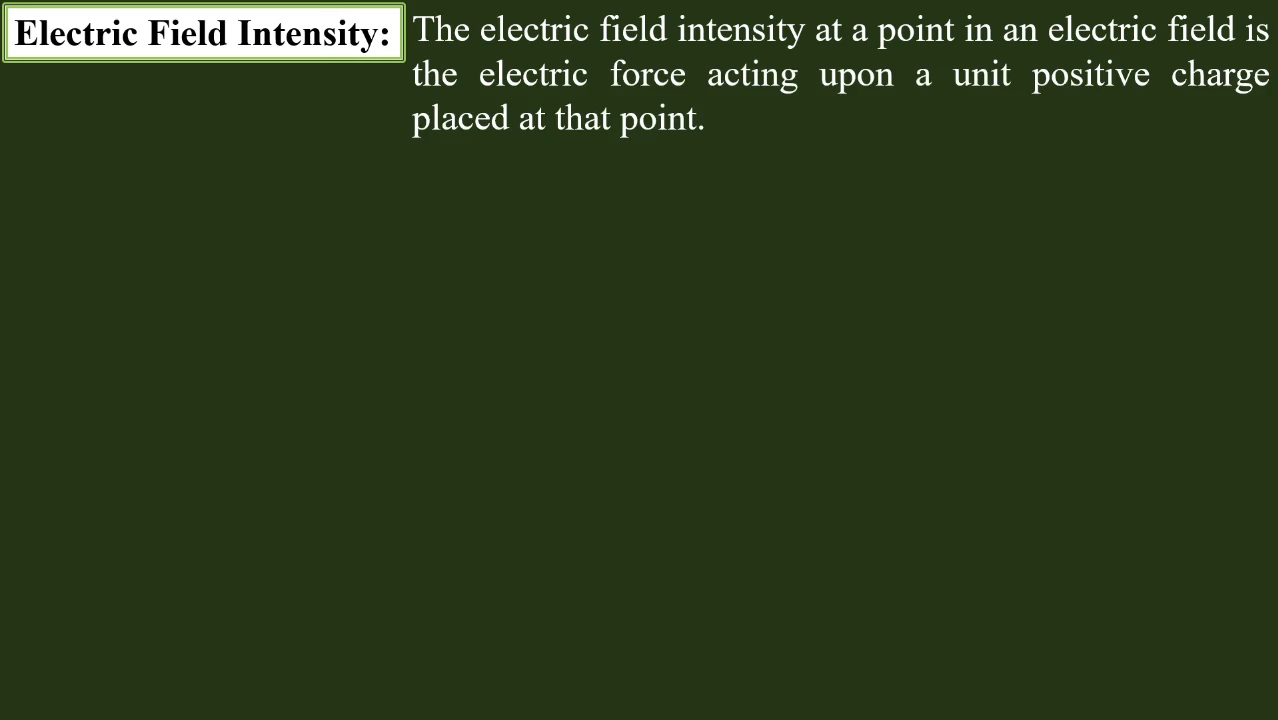 Electric Field Intensity: The electric field intensity at a point in an electric field is
the electric force acting upon a unit positive charge
placed at that point.